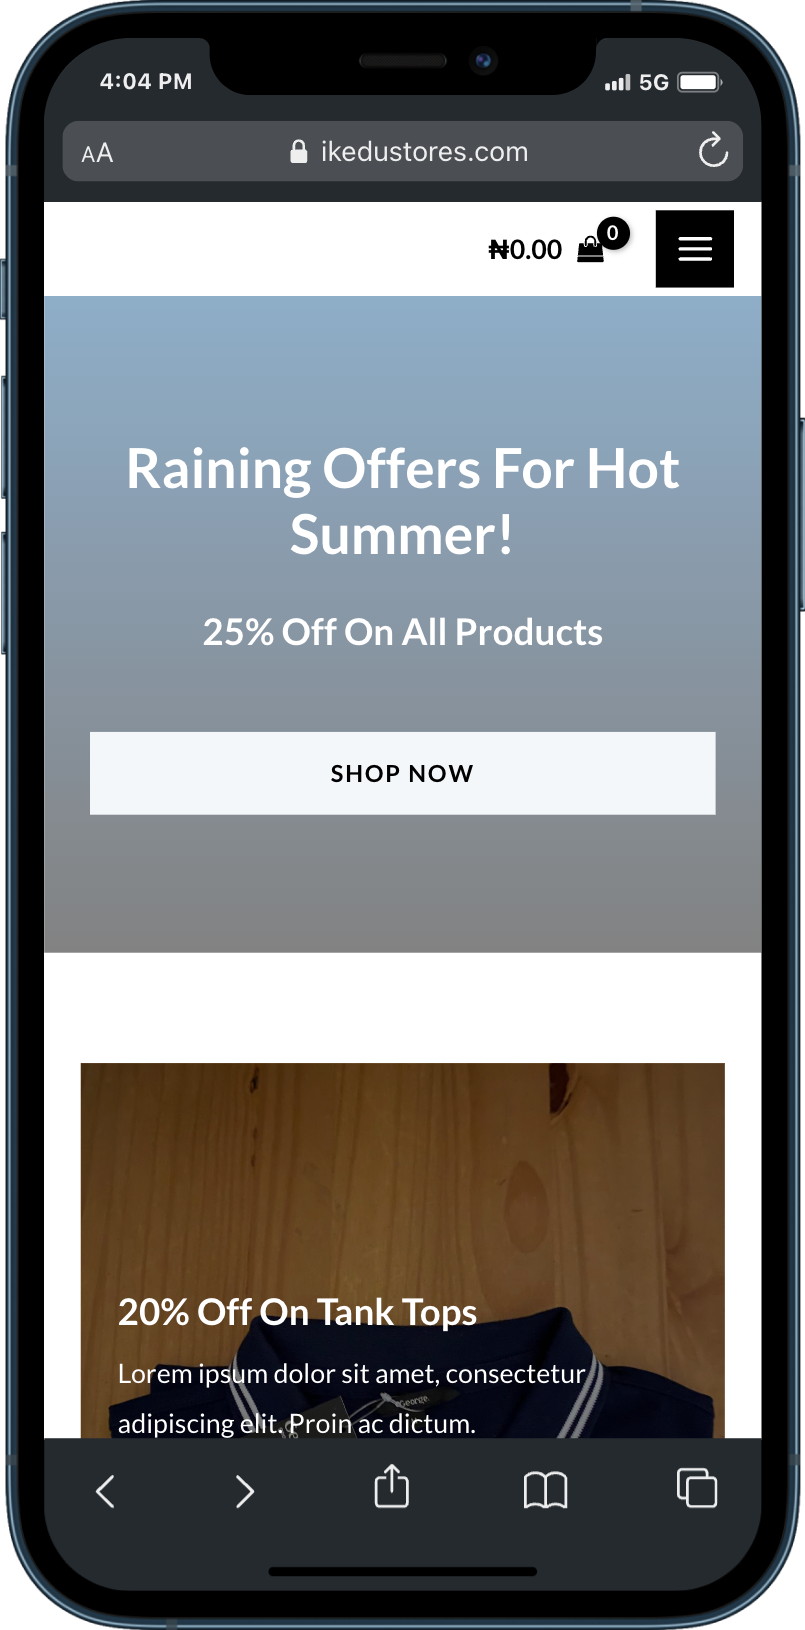 4:04 PM
5G
AA
ikedustores.com
₦0.00
0
Raining Offers For Hot
Summer!
25% Off On All Products
SHOP NOW
20% Off On Tank Tops
Lorem ipsum dolor sit amet, consectetur
George
adipiscing elit. Proin ac dictum.